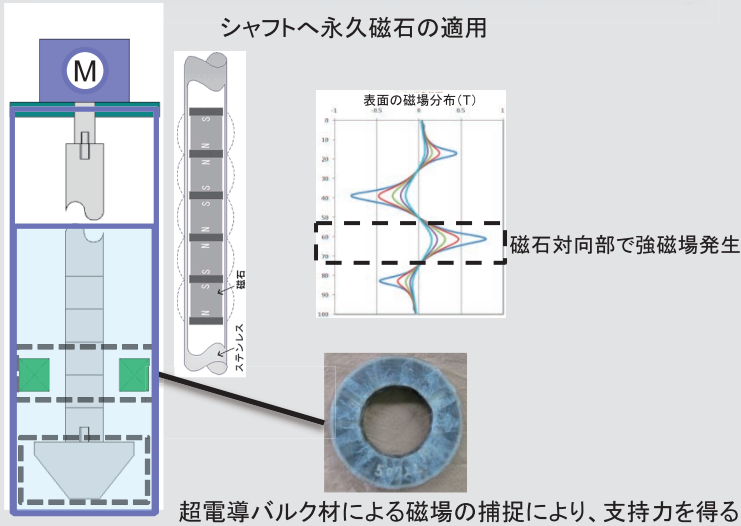 シャフトへ永久磁石の適用
M
S
N
N
S
S
N
N
S
S
N
磁石
ステンレス
表面の磁場分布(T)
-1 -0.5 0 0.5 1
0
10
20
30
40
50
60
70
80
90
100
磁石対向部で強磁場発生
超電導バルク材による磁場の捕捉により、支持力を得る